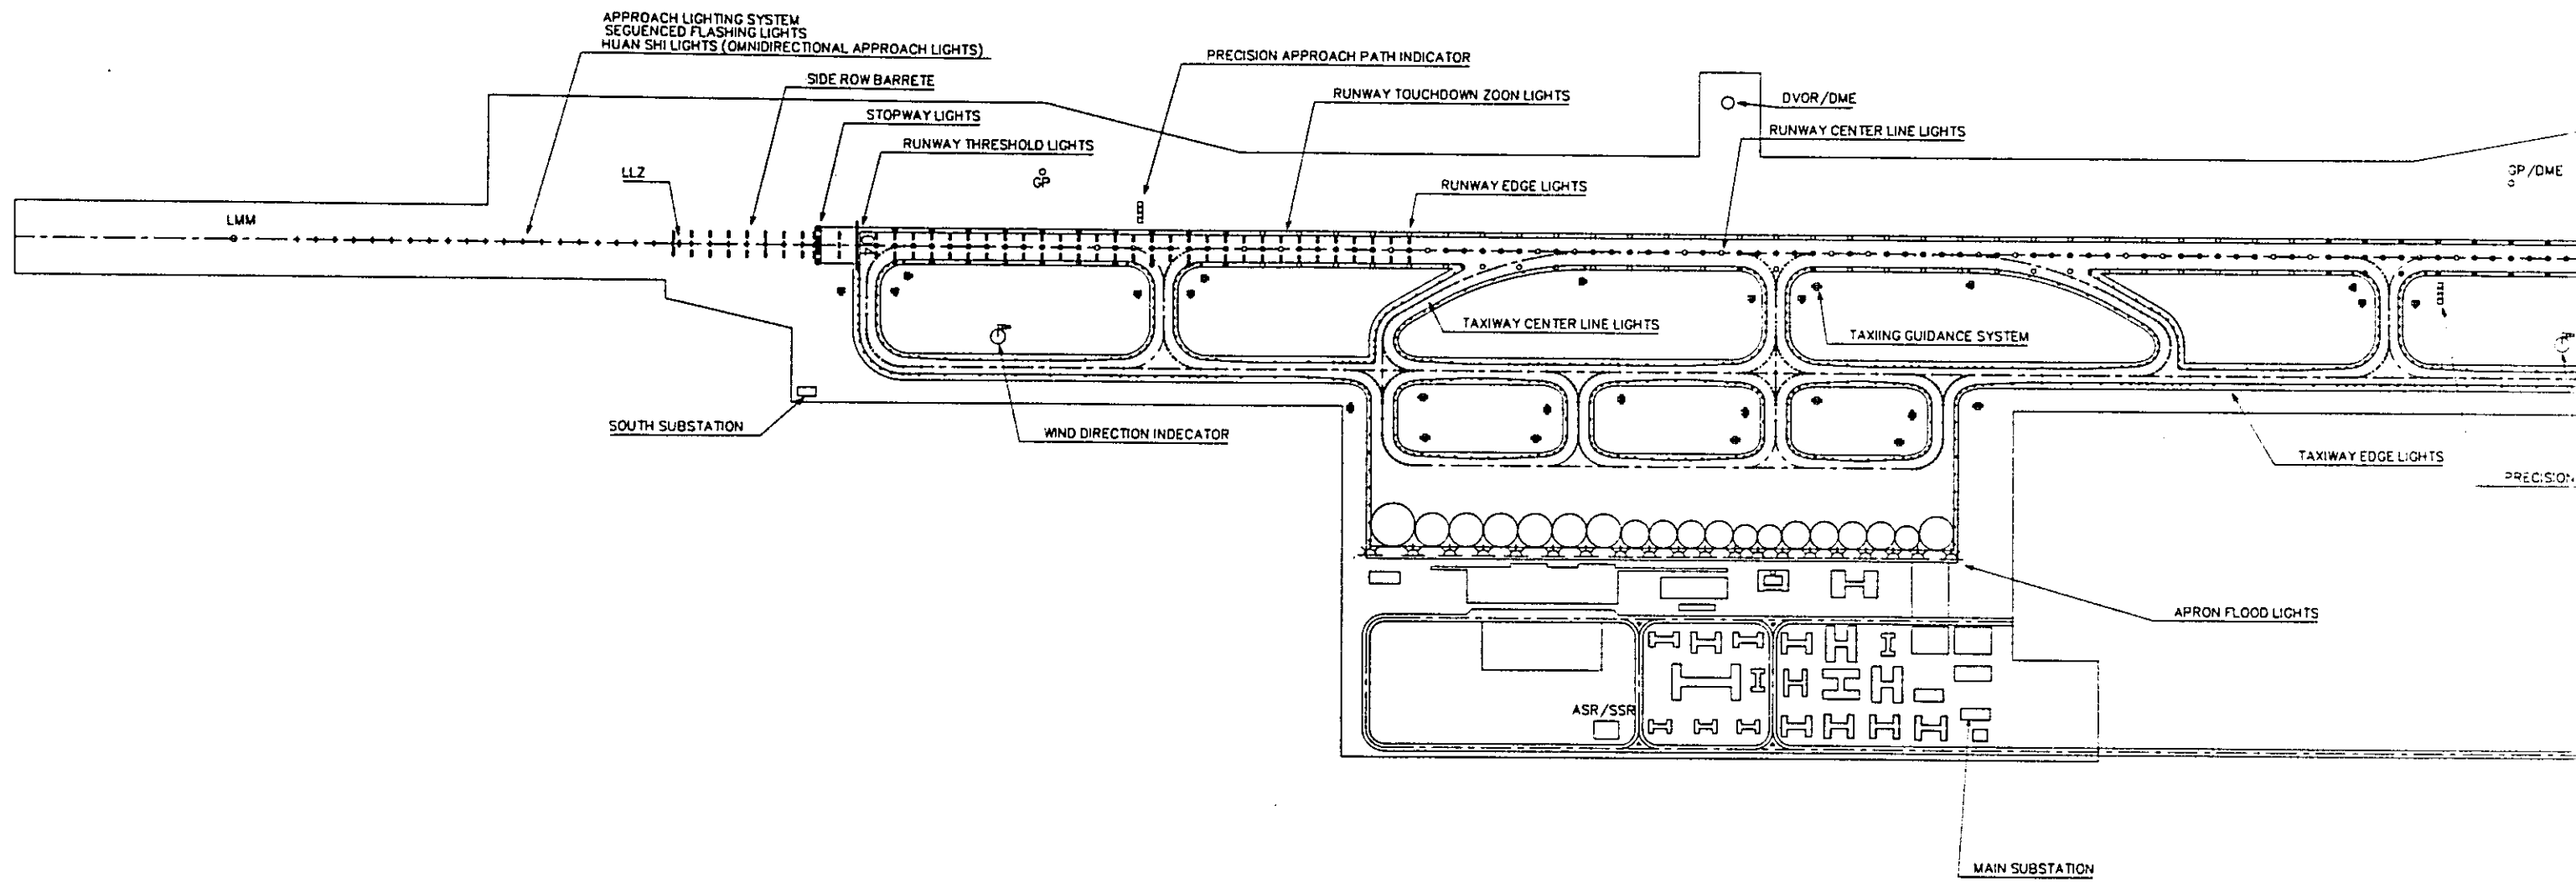 APPROACH LIGHTING SYSTEM
SEGUENCED FLASHING LIGHTS
HUAN SHI LIGHTS (OMNIDIRECTIONAL APPROACH LIGHTS)
PRECISION APPROACH PATH INDICATOR
SIDE ROW BARRETE
RUNWAY TOUCHDOWN ZOON LIGHTS
DVOR/DME
STOPWAY LIGHTS
RUNWAY CENTER LINE LIGHTS
RUNWAY THRESHOLD LIGHTS
LLZ
GP
RUNWAY EDGE LIGHTS
GP/DME
LMM
TAXIWAY CENTER LINE LIGHTS
TAXIING GUIDANCE SYSTEM
SOUTH SUBSTATION
WIND DIRECTION INDECATOR
TAXIWAY EDGE LIGHTS
PRECISION
APRON FLOOD LIGHTS
ASR/SSR
MAIN SUBSTATION